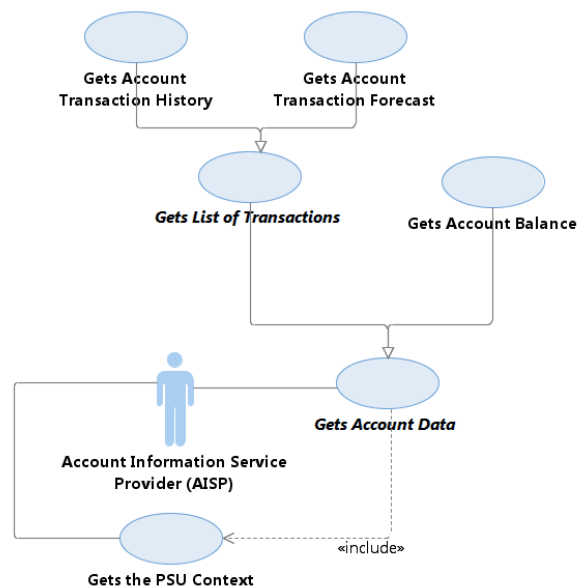 Gets Account
Transaction History
Gets Account
Transaction Forecast
Gets List of Transactions
Gets Account Balance
Gets Account Data
Account Information Service
Provider (AISP)
«include»
Gets the PSU Context